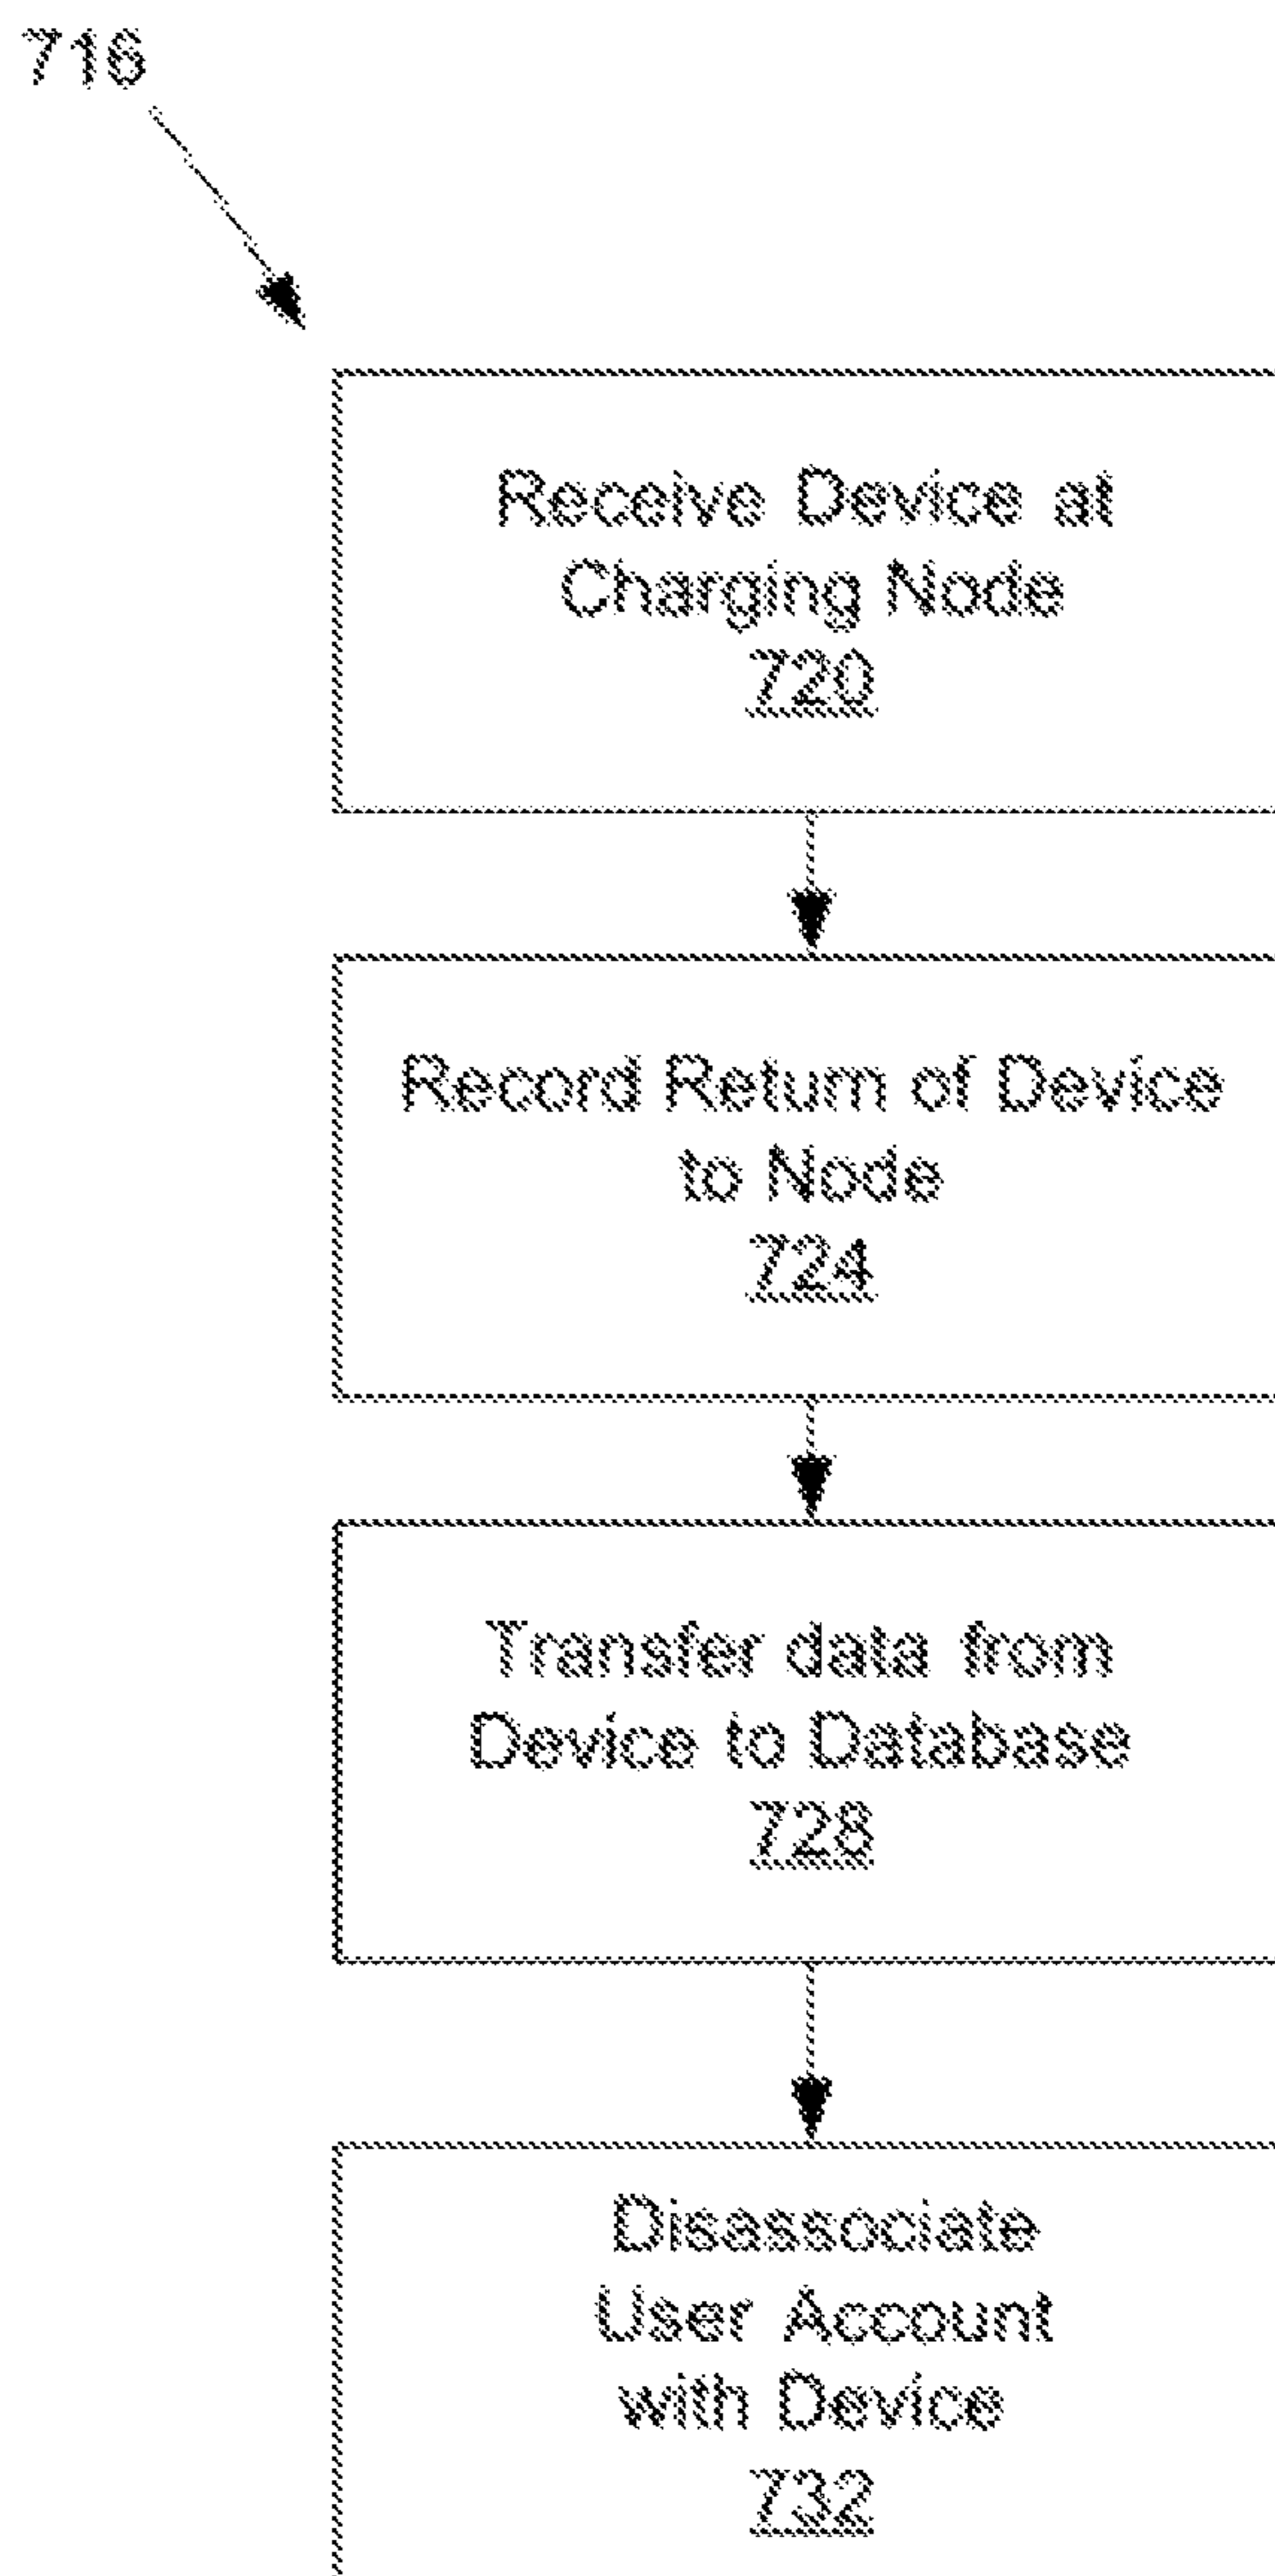 716
Receive Device at
Charging Node
720
Record Return of Device
to Node
724
Transfer data from
Device to Database
728
Disassociate
User Account
with Device
732